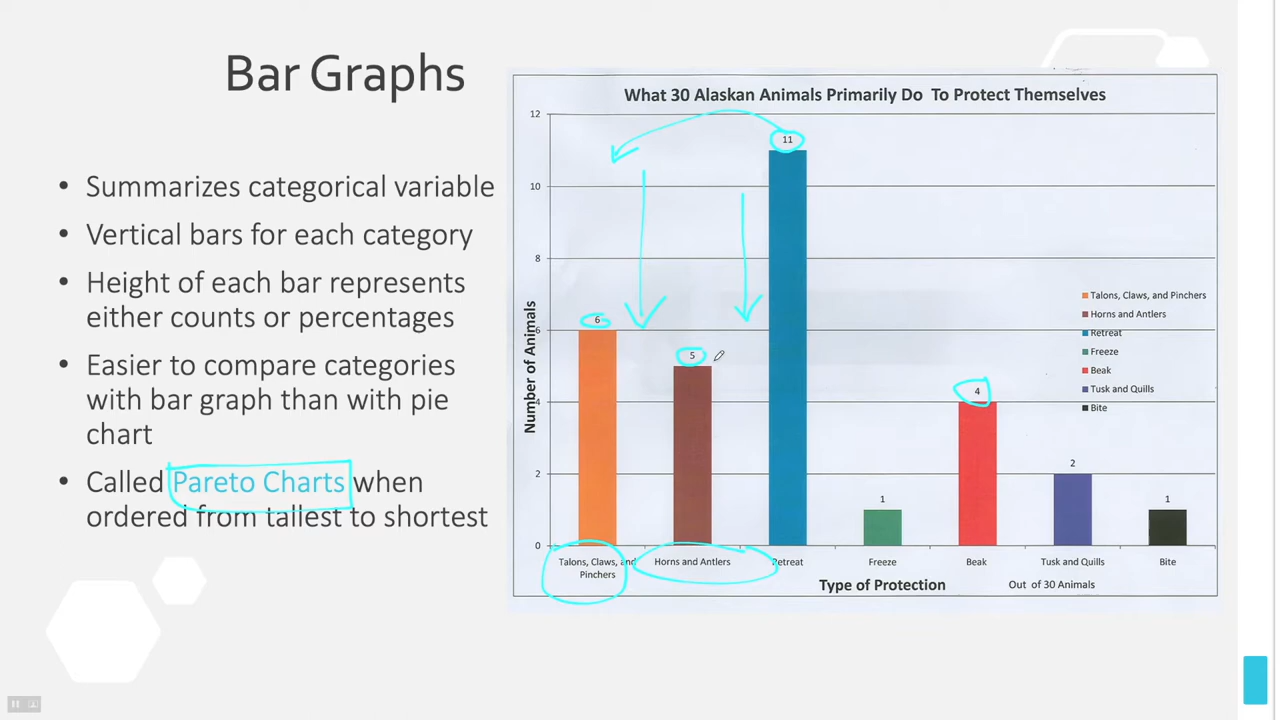 Bar Graphs
• Summarizes categorical variable
• Vertical bars for each category
• Height of each bar represents
either counts or percentages
• Easier to compare categories
with bar graph than with pie
chart
• Called Pareto Charts when
ordered from tallest to shortest
What 30 Alaskan Animals Primarily Do To Protect Themselves
Number of Animals
12
10
8
6
4
2
0
6
5
11
1
4
2
1
Talons, Claws, and
Pinchers
Horns and Antlers
Retreat
Freeze
Beak
Tusk and Quills
Bite
Type of Protection
Out of 30 Animals
Talons, Claws, and Pinchers
Horns and Antlers
Retreat
Freeze
Beak
Tusk and Quills
Bite